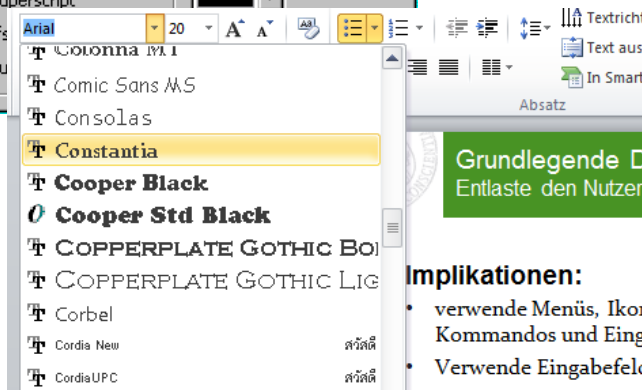 Arial
20
Textricht
Text aus
In Smart
Absatz
Colonna MT
Comic Sans MS
Consolas
Constantia
Cooper Black
Cooper Std Black
COPPERPLATE GOTHIC BOL
COPPERPLATE GOTHIC LIG
Corbel
Cordia New สวัสดี
CordiaUPC สวัสดี
Grundlegende D
Entlaste den Nutzer
Implikationen:
• verwende Menüs, Ikon
Kommandos und Eing
• Verwende Eingabefeld